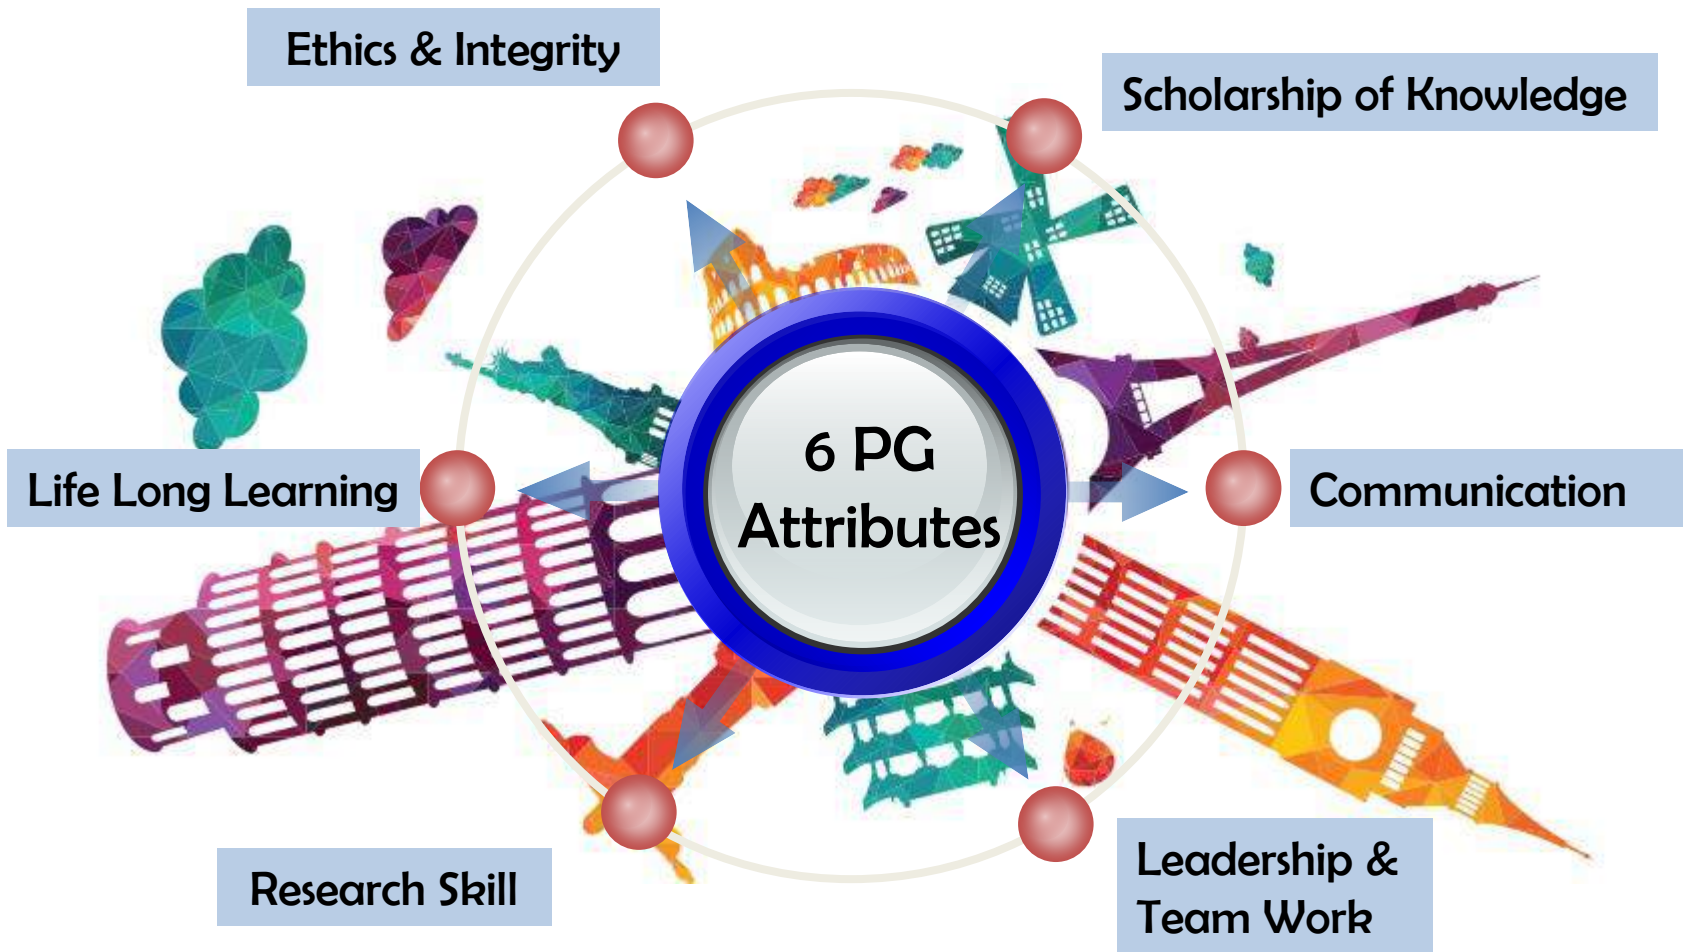 Ethics & Integrity
Scholarship of Knowledge
6 PG
Attributes
Life Long Learning
Communication
Research Skill
Leadership &
Team Work